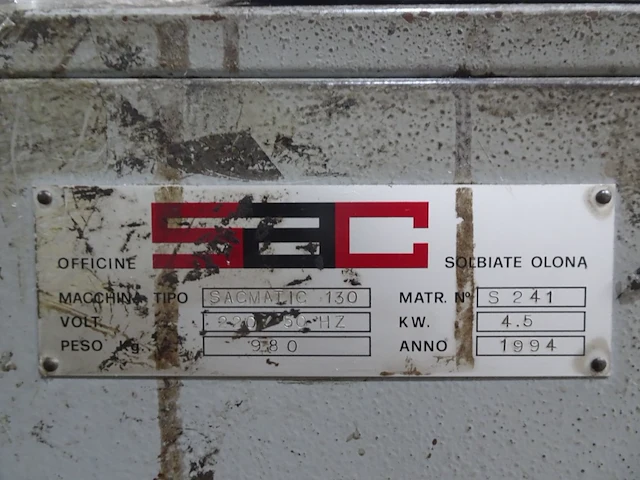 OFFICINE SAC SOLBIATE OLONA
MACCHINA TIPO SACMATIC 130 MATR. N° S 241
VOLT. 220/50 HZ KW. 4.5
PESO Kg. 980 ANNO 1994